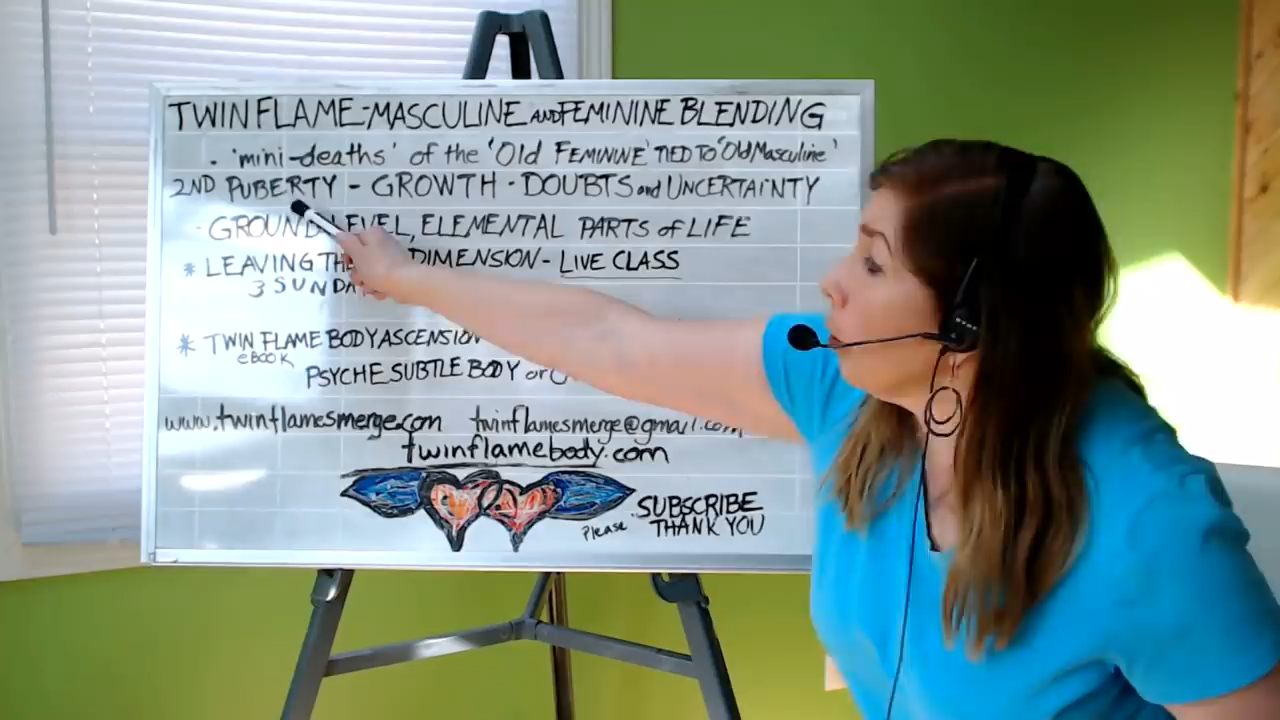 TWIN FLAME-MASCULINE AND FEMININE BLENDING
• 'mini-deaths' of the 'Old FEMININE' TIED TO "Old Masculine"
2ND PUBERTY - GROWTH - DOUBTS and UNCERTAINTY
- GROUND LEVEL, ELEMENTAL PARTS of LIFE
* LEAVING DIMENSION - LIVE CLASS
3
* TWIN FLAME BODY ASCENSION
eBOOK
PSYCHE SUBTLE BODY or
www.twinflamesmerge.com twinflamesmerge@gmail.com
twinflamebody.com
Please SUBSCRIBE
THANK YOU